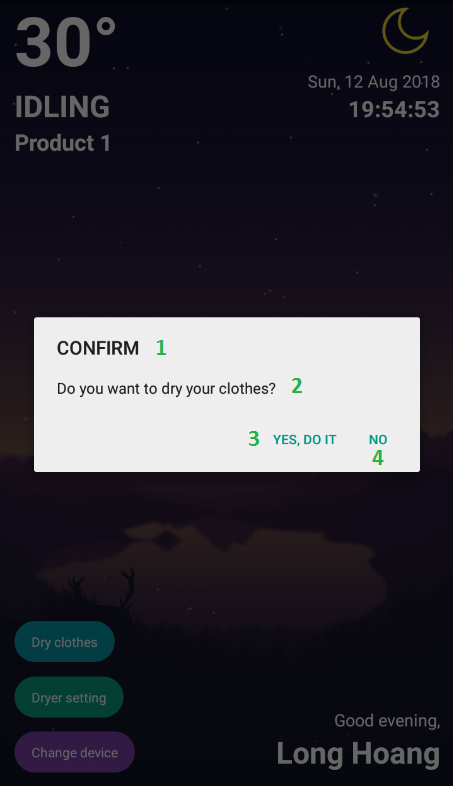 30°
Sun, 12 Aug 2018
IDLING
19:54:53
Product 1
CONFIRM 1
Do you want to dry your clothes? 2
3 YES, DO IT NO
4
Dry clothes
Dryer setting
Good evening,
Change device
Long Hoang